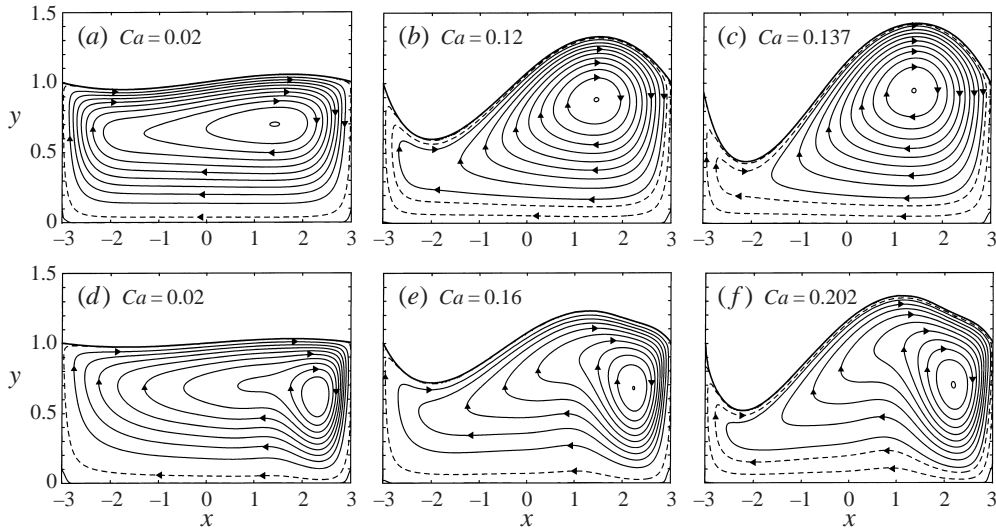 1.5
(a) Ca = 0.02
(b) Ca = 0.12
(c) Ca = 0.137
1.0
y
0.5
0
−3 −2 −1 0 1 2 3
−3 −2 −1 0 1 2 3
−3 −2 −1 0 1 2 3
1.5
(d) Ca = 0.02
(e) Ca = 0.16
(f) Ca = 0.202
1.0
y
0.5
0
−3 −2 −1 0 1 2 3
−3 −2 −1 0 1 2 3
−3 −2 −1 0 1 2 3
x
x
x